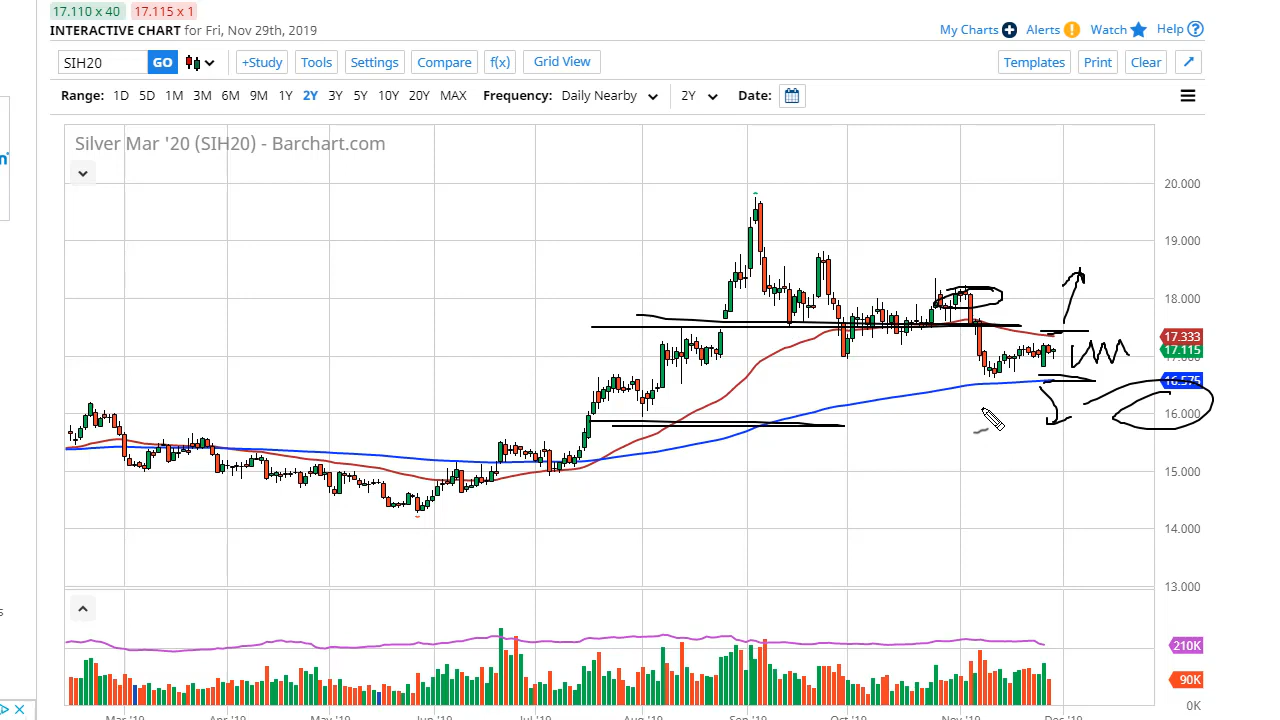 17.110 x 40 17.115 x 1
INTERACTIVE CHART for Fri, Nov 29th, 2019
My Charts Alerts Watch Help
SIH20 GO +Study Tools Settings Compare f(x) Grid View Templates Print Clear
Range: 1D 5D 1M 3M 6M 9M 1Y 2Y 3Y 5Y 10Y 20Y MAX Frequency: Daily Nearby 2Y Date:
Silver Mar '20 (SIH20) - Barchart.com
20.000
19.000
18.000
17.333
17.115
17.000
16.575
16.000
15.000
14.000
13.000
210K
90K
0K
Mar '19 Apr '19 May '19 Jun '19 Jul '19 Aug '19 Sep '19 Oct '19 Nov '19 Dec '19